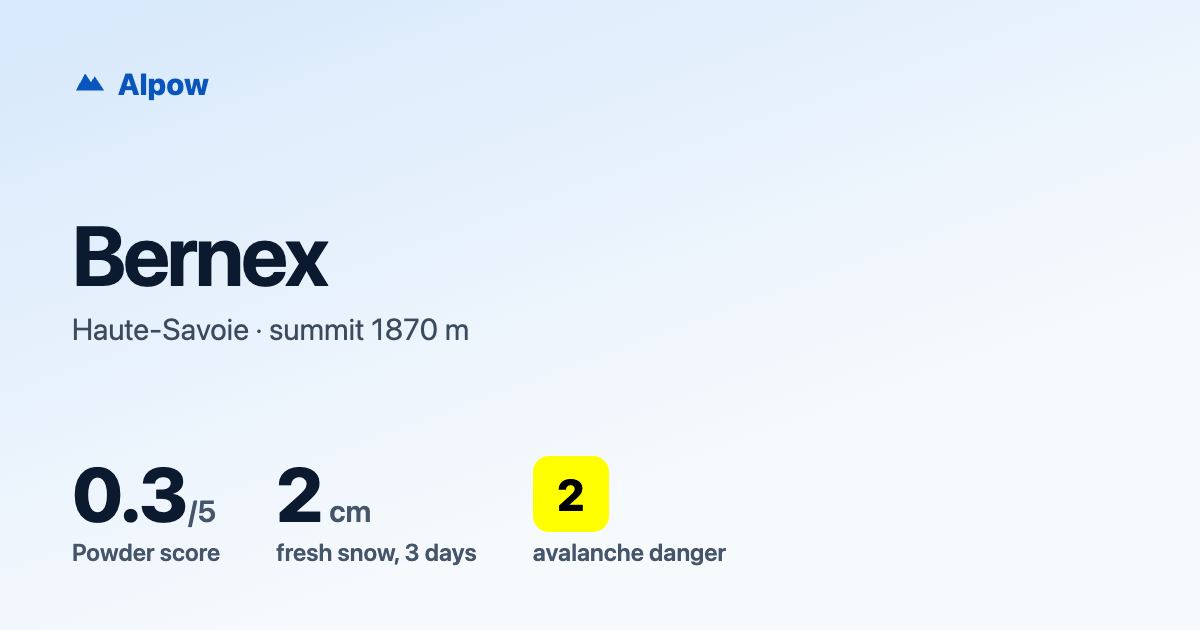 Alpow
Bernex
Haute-Savoie · summit 1870 m
0.3/5 2 cm 2
Powder score fresh snow, 3 days avalanche danger